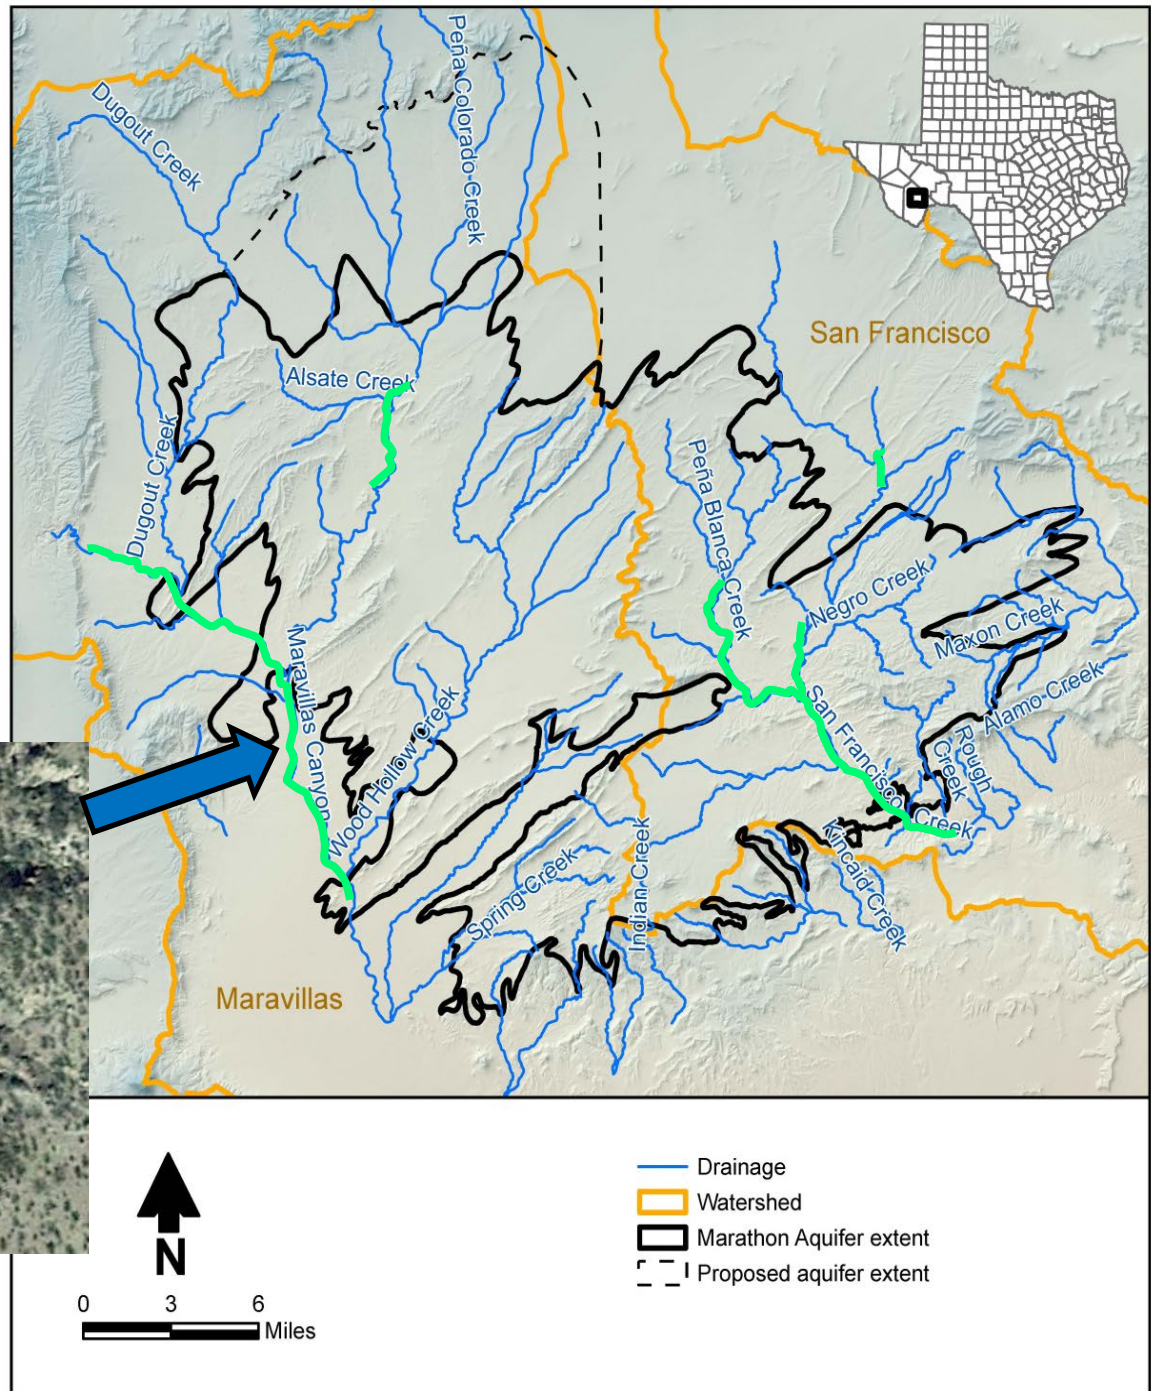 Peña Colorado Creek
Dugout Creek
San Francisco
Alsate Creek
Dugout Creek
Peña Blanca Creek
Negro Creek
Maxon Creek
Maravillas Canyon
Alamo Creek
San Francisco Creek
Rough Creek
Wood Hollow Creek
Kincaid Creek
Spring Creek
Indian Creek
Maravillas
N
0 3 6
Miles
Drainage
Watershed
Marathon Aquifer extent
Proposed aquifer extent